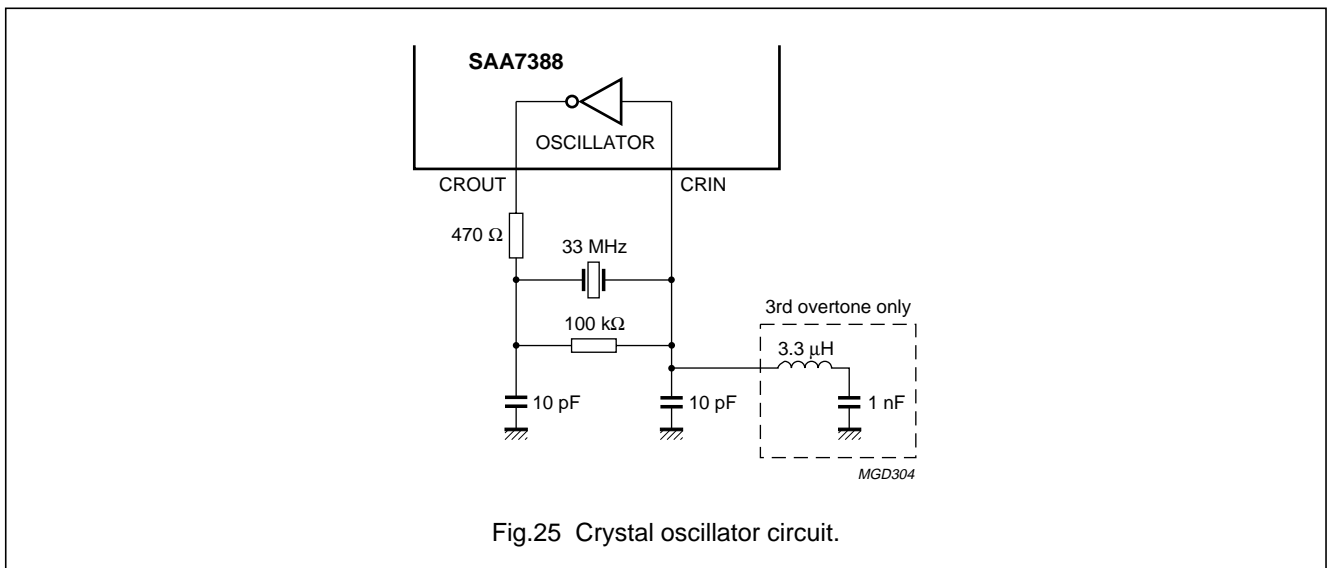 SAA7388
OSCILLATOR
CROUT
CRIN
470 Ω
33 MHz
100 kΩ
10 pF
10 pF
3rd overtone only
3.3 μH
1 nF
MGD304
Fig.25 Crystal oscillator circuit.